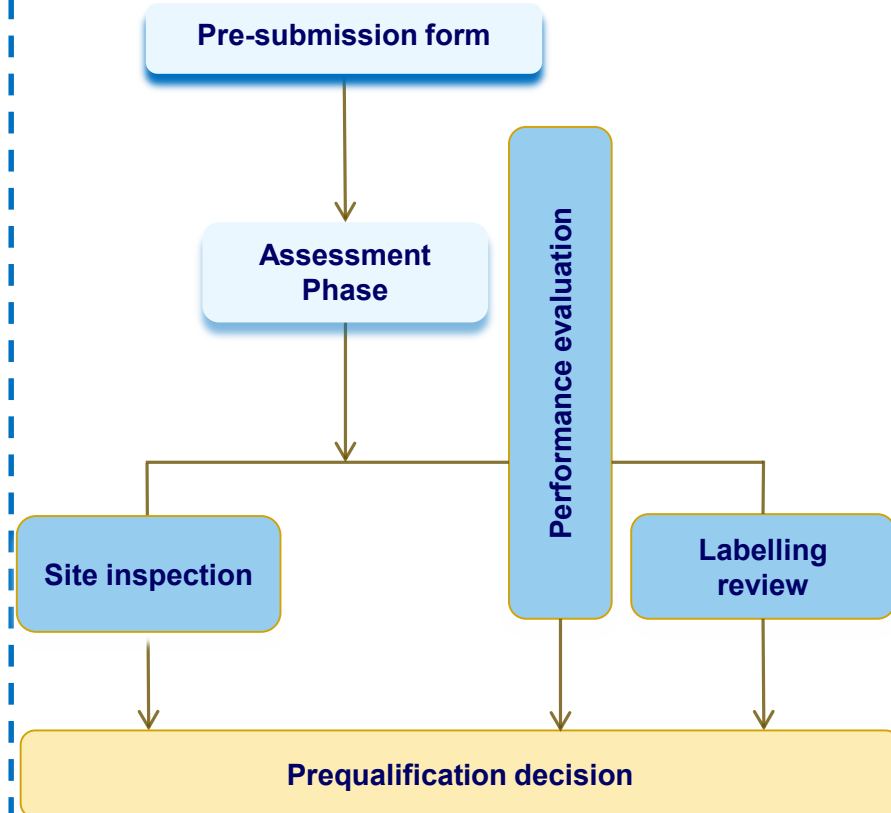 Pre-submission form
Assessment
Phase
Performance evaluation
Site inspection
Labelling
review
Prequalification decision